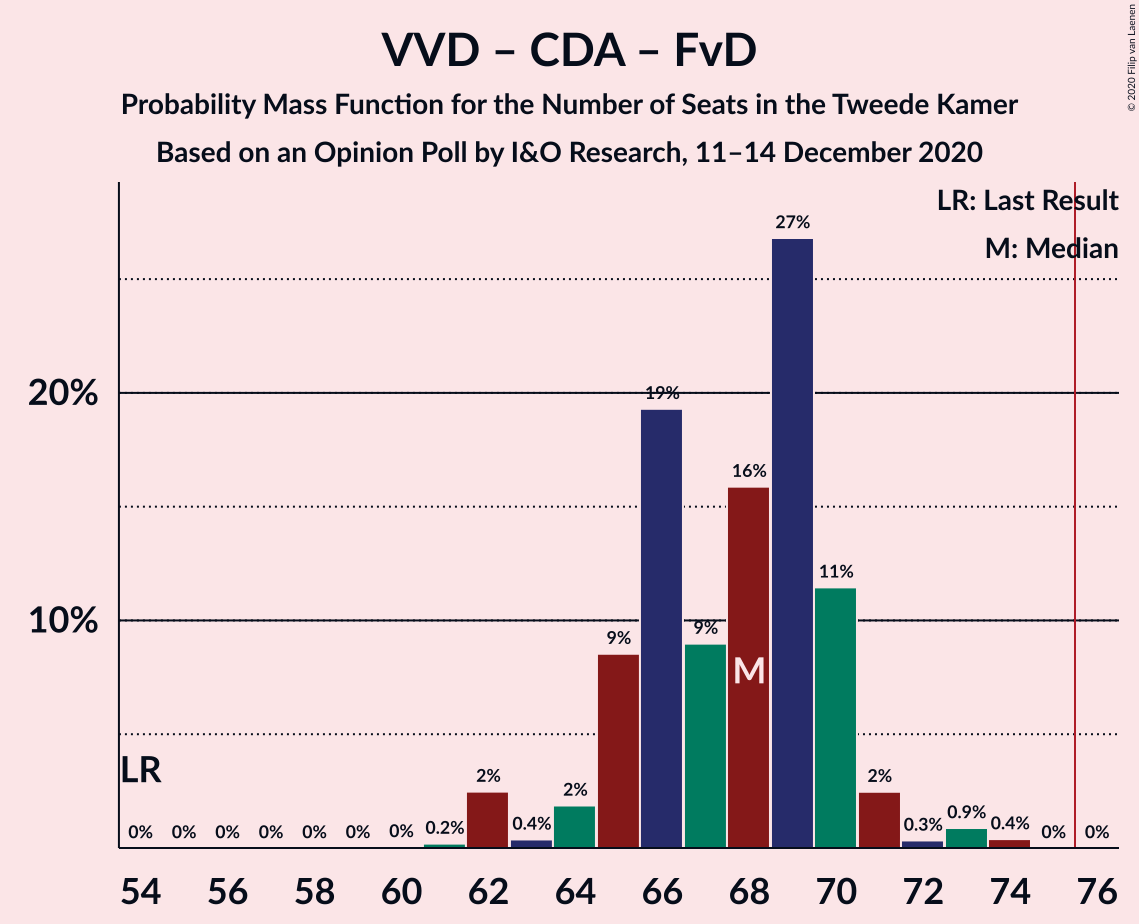 VVD – CDA – FvD
Probability Mass Function for the Number of Seats in the Tweede Kamer
Based on an Opinion Poll by I&O Research, 11–14 December 2020
© 2020 Filip van Laenen
LR: Last Result
M: Median
20%
10%
LR
M
0% 0% 0% 0% 0% 0% 0% 0.2% 2% 0.4% 2% 9% 19% 9% 16% 27% 11% 2% 0.3% 0.9% 0.4% 0% 0%
54 56 58 60 62 64 66 68 70 72 74 76